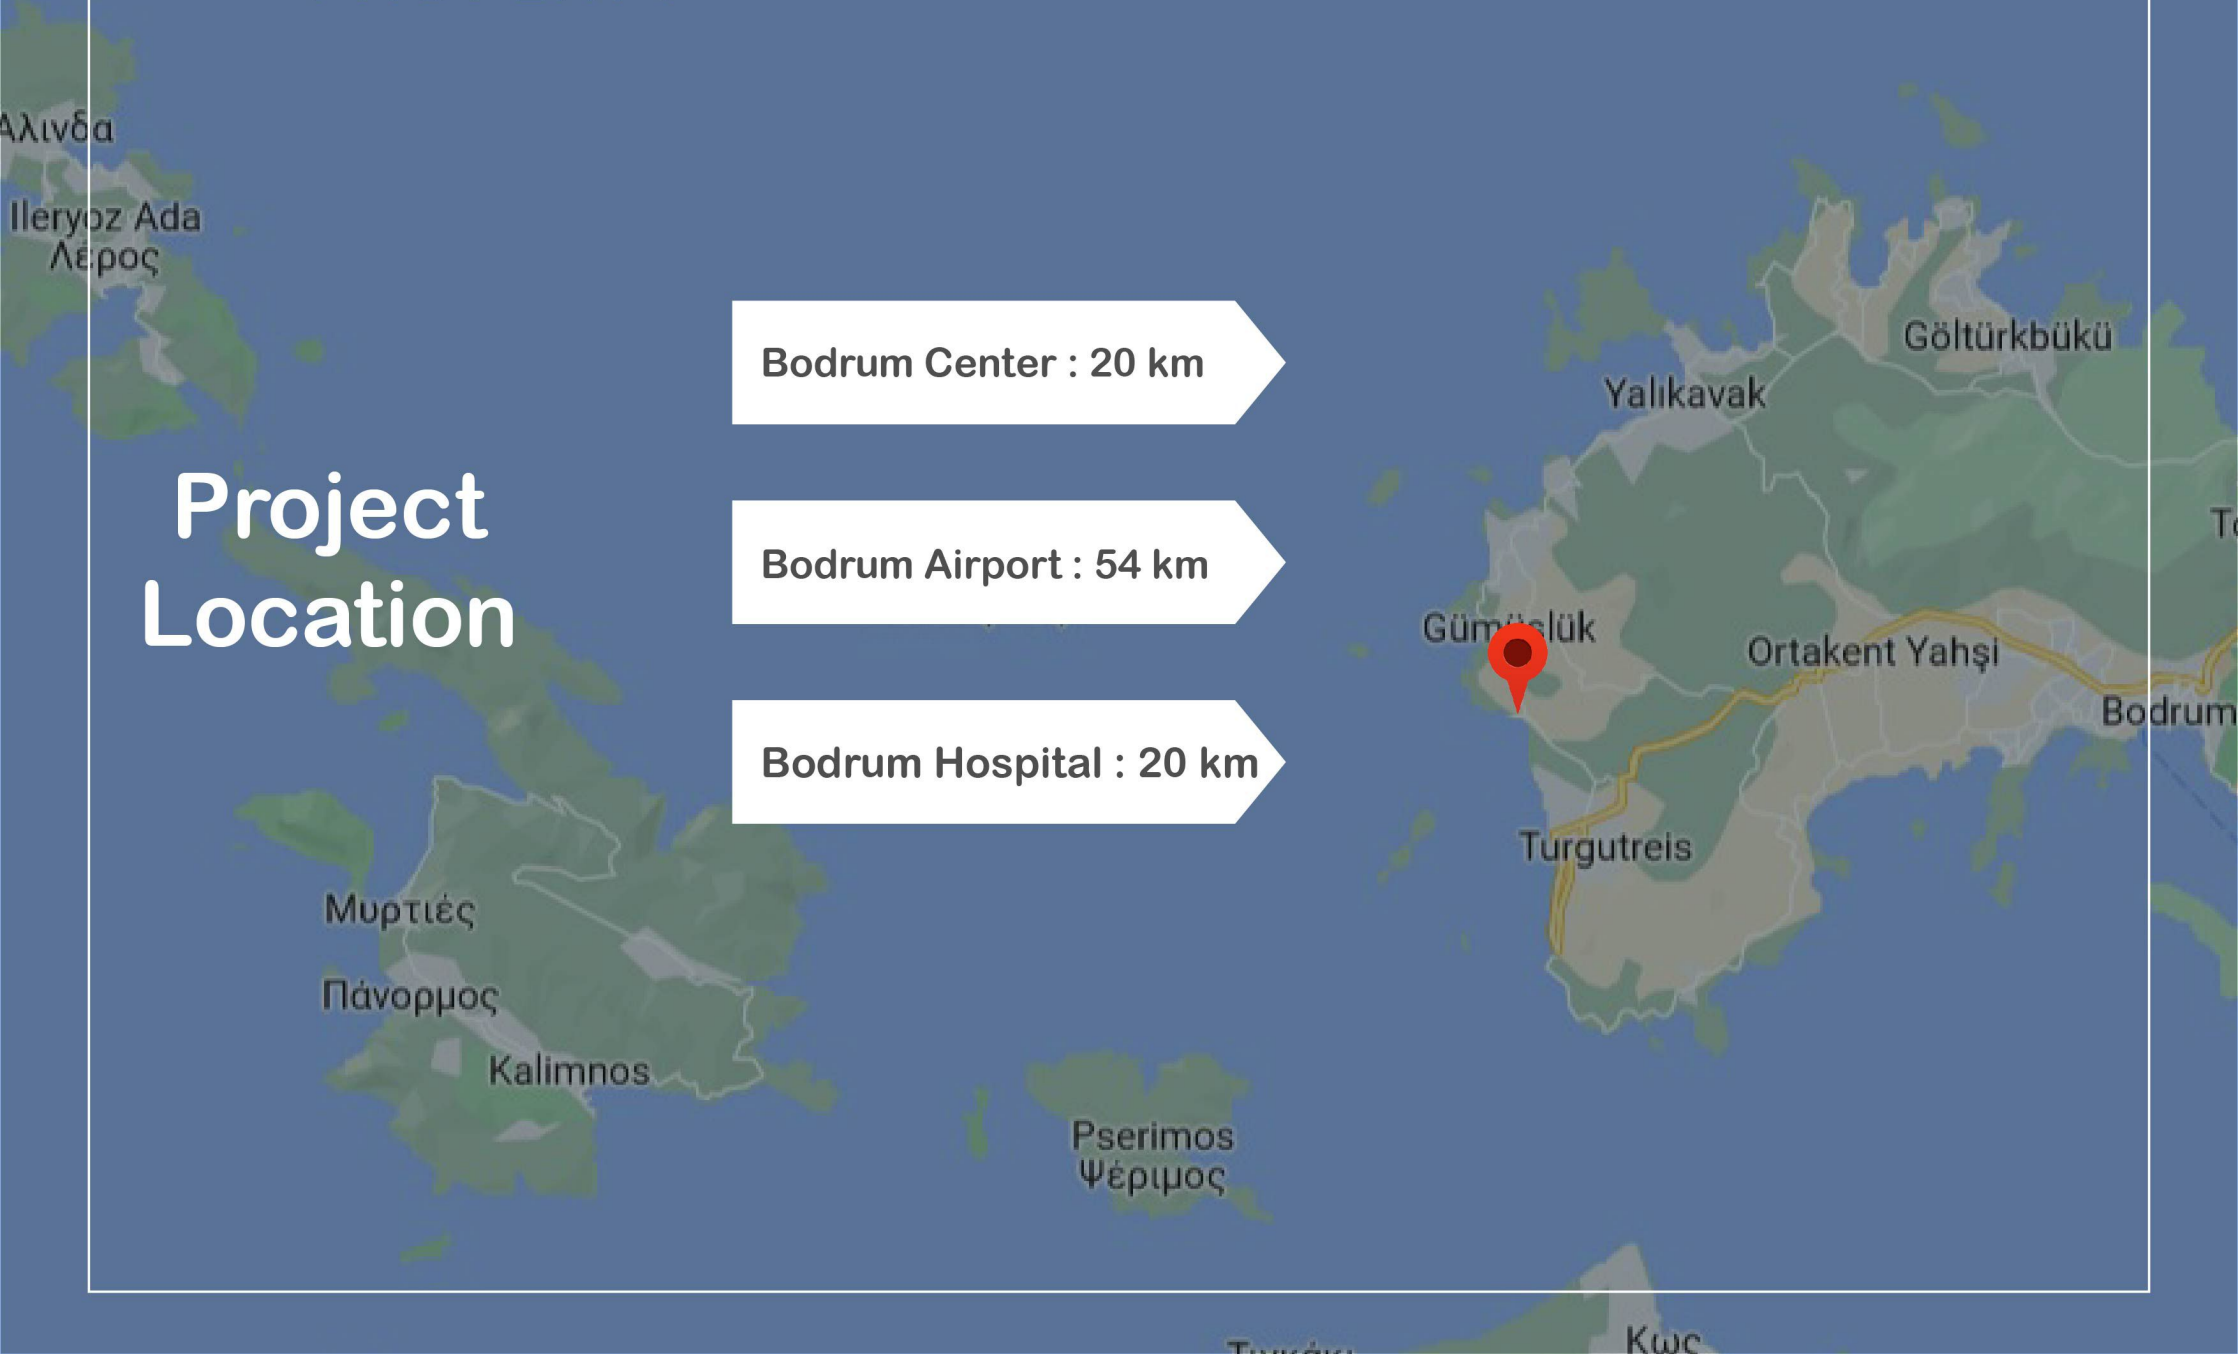 Αλινδα
Ileryoz Ada
Λέρος
Project
Location
Bodrum Center : 20 km
Bodrum Airport : 54 km
Bodrum Hospital : 20 km
Göltürkbükü
Yalıkavak
Ortakent Yahşi
Bodrum
Turgutreis
Μυρτιές
Πάνορμος
Kalimnos
Pserimos
Ψέριμος
Κως